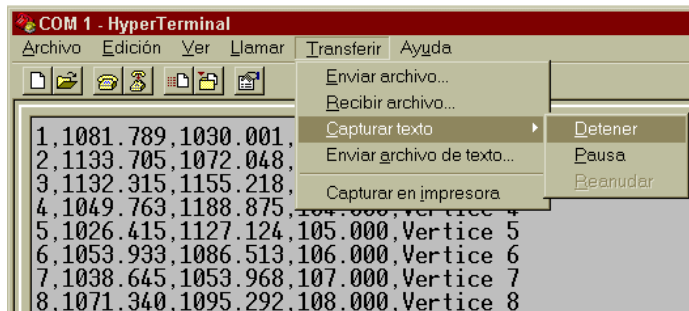 COM 1 - HyperTerminal
Archivo Edición Ver Llamar Transferir Ayuda
Enviar archivo...
Recibir archivo...
Capturar texto
Enviar archivo de texto...
Capturar en impresora
Detener
Pausa
Reanudar
1,1081.789,1030.001,
2,1133.705,1072.048,
3,1132.315,1155.218,
4,1049.763,1188.875,104.000,Vertice 4
5,1026.415,1127.124,105.000,Vertice 5
6,1053.933,1086.513,106.000,Vertice 6
7,1038.645,1053.968,107.000,Vertice 7
8,1071.340,1095.292,108.000,Vertice 8